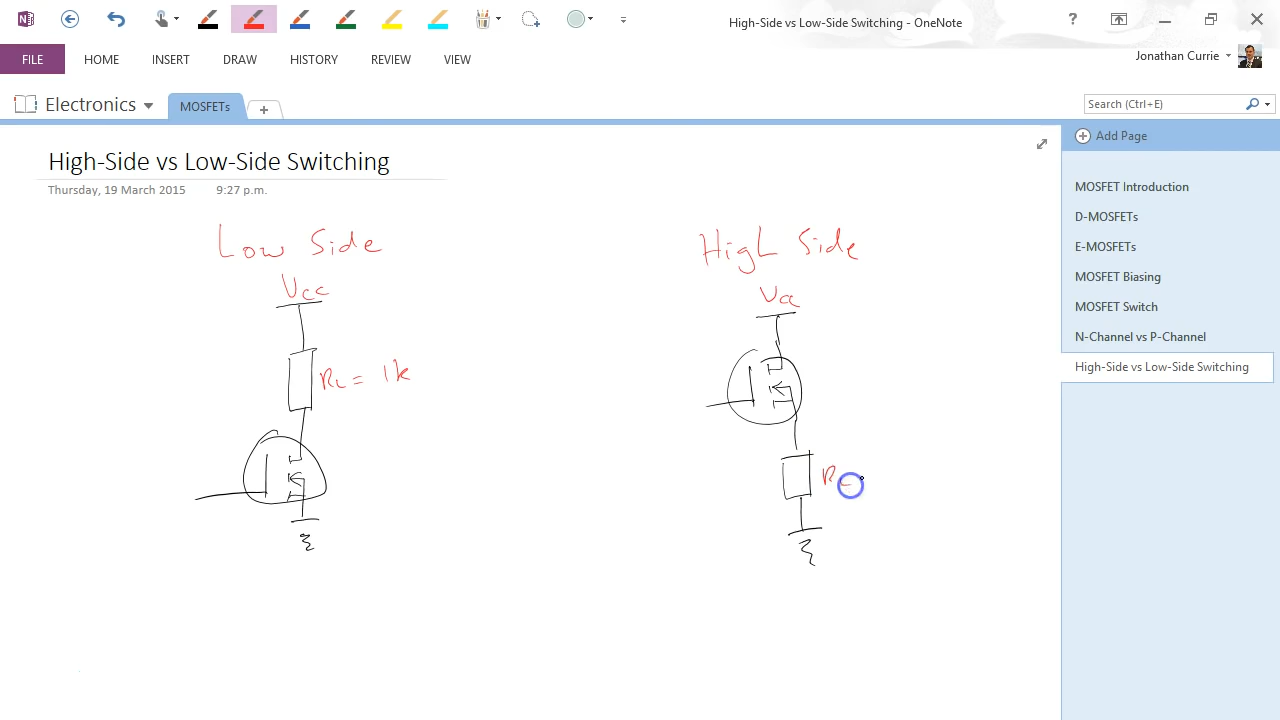 High-Side vs Low-Side Switching - OneNote
?
Jonathan Currie
FILE HOME INSERT DRAW HISTORY REVIEW VIEW
Electronics MOSFETs +
Search (Ctrl+E)
Add Page
MOSFET Introduction
D-MOSFETs
E-MOSFETs
MOSFET Biasing
MOSFET Switch
N-Channel vs P-Channel
High-Side vs Low-Side Switching
High-Side vs Low-Side Switching
Thursday, 19 March 2015 9:27 p.m.
Low Side
Vcc
RL = 1k
High Side
Vcc
RL